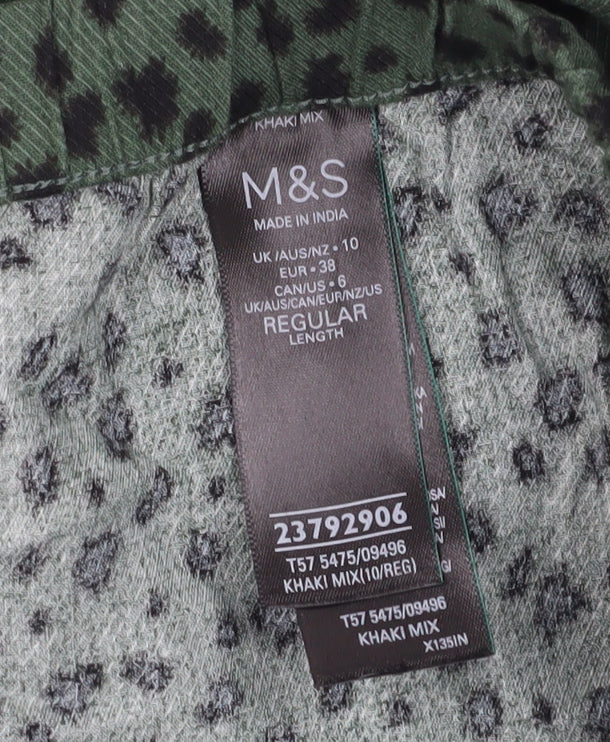 KHAKI MIX
M&S
MADE IN INDIA
UK /AUS/NZ • 10
EUR • 38
CAN/US • 6
UK/AUS/CAN/EUR/NZ/US
REGULAR
LENGTH
23792906
T57 5475/09496
KHAKI MIX(10/REG)
T57 5475/09496
KHAKI MIX
X135IN